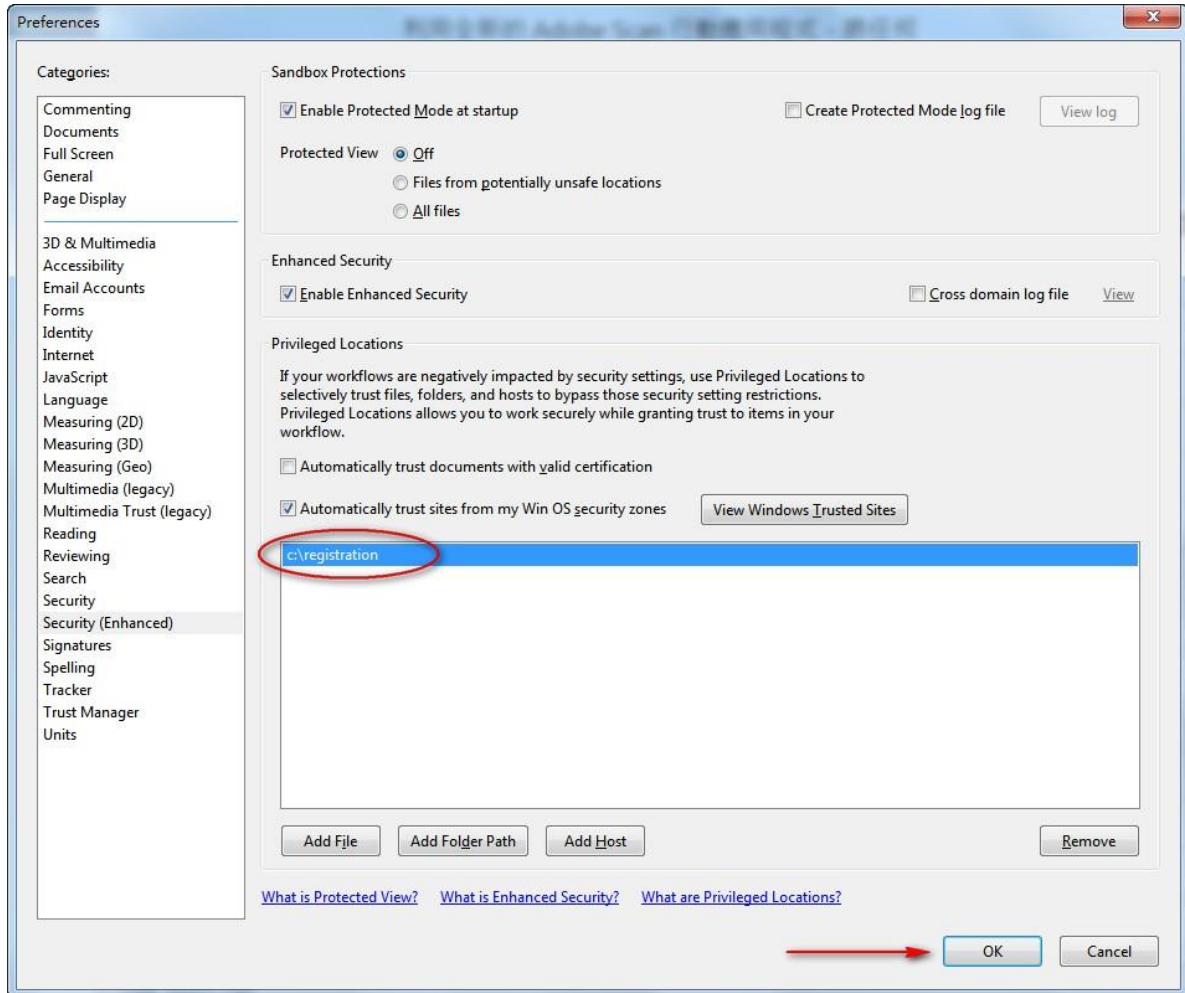 Preferences
Categories:
Commenting
Documents
Full Screen
General
Page Display
3D & Multimedia
Accessibility
Email Accounts
Forms
Identity
Internet
JavaScript
Language
Measuring (2D)
Measuring (3D)
Measuring (Geo)
Multimedia (legacy)
Multimedia Trust (legacy)
Reading
Reviewing
Search
Security
Security (Enhanced)
Signatures
Spelling
Tracker
Trust Manager
Units
Sandbox Protections
Enable Protected Mode at startup
Create Protected Mode log file
View log
Protected View
Off
Files from potentially unsafe locations
All files
Enhanced Security
Enable Enhanced Security
Cross domain log file
View
Privileged Locations
If your workflows are negatively impacted by security settings, use Privileged Locations to
selectively trust files, folders, and hosts to bypass those security setting restrictions.
Privileged Locations allows you to work securely while granting trust to items in your
workflow.
Automatically trust documents with valid certification
Automatically trust sites from my Win OS security zones
View Windows Trusted Sites
c:\registration
Add File
Add Folder Path
Add Host
Remove
What is Protected View?
What is Enhanced Security?
What are Privileged Locations?
OK
Cancel